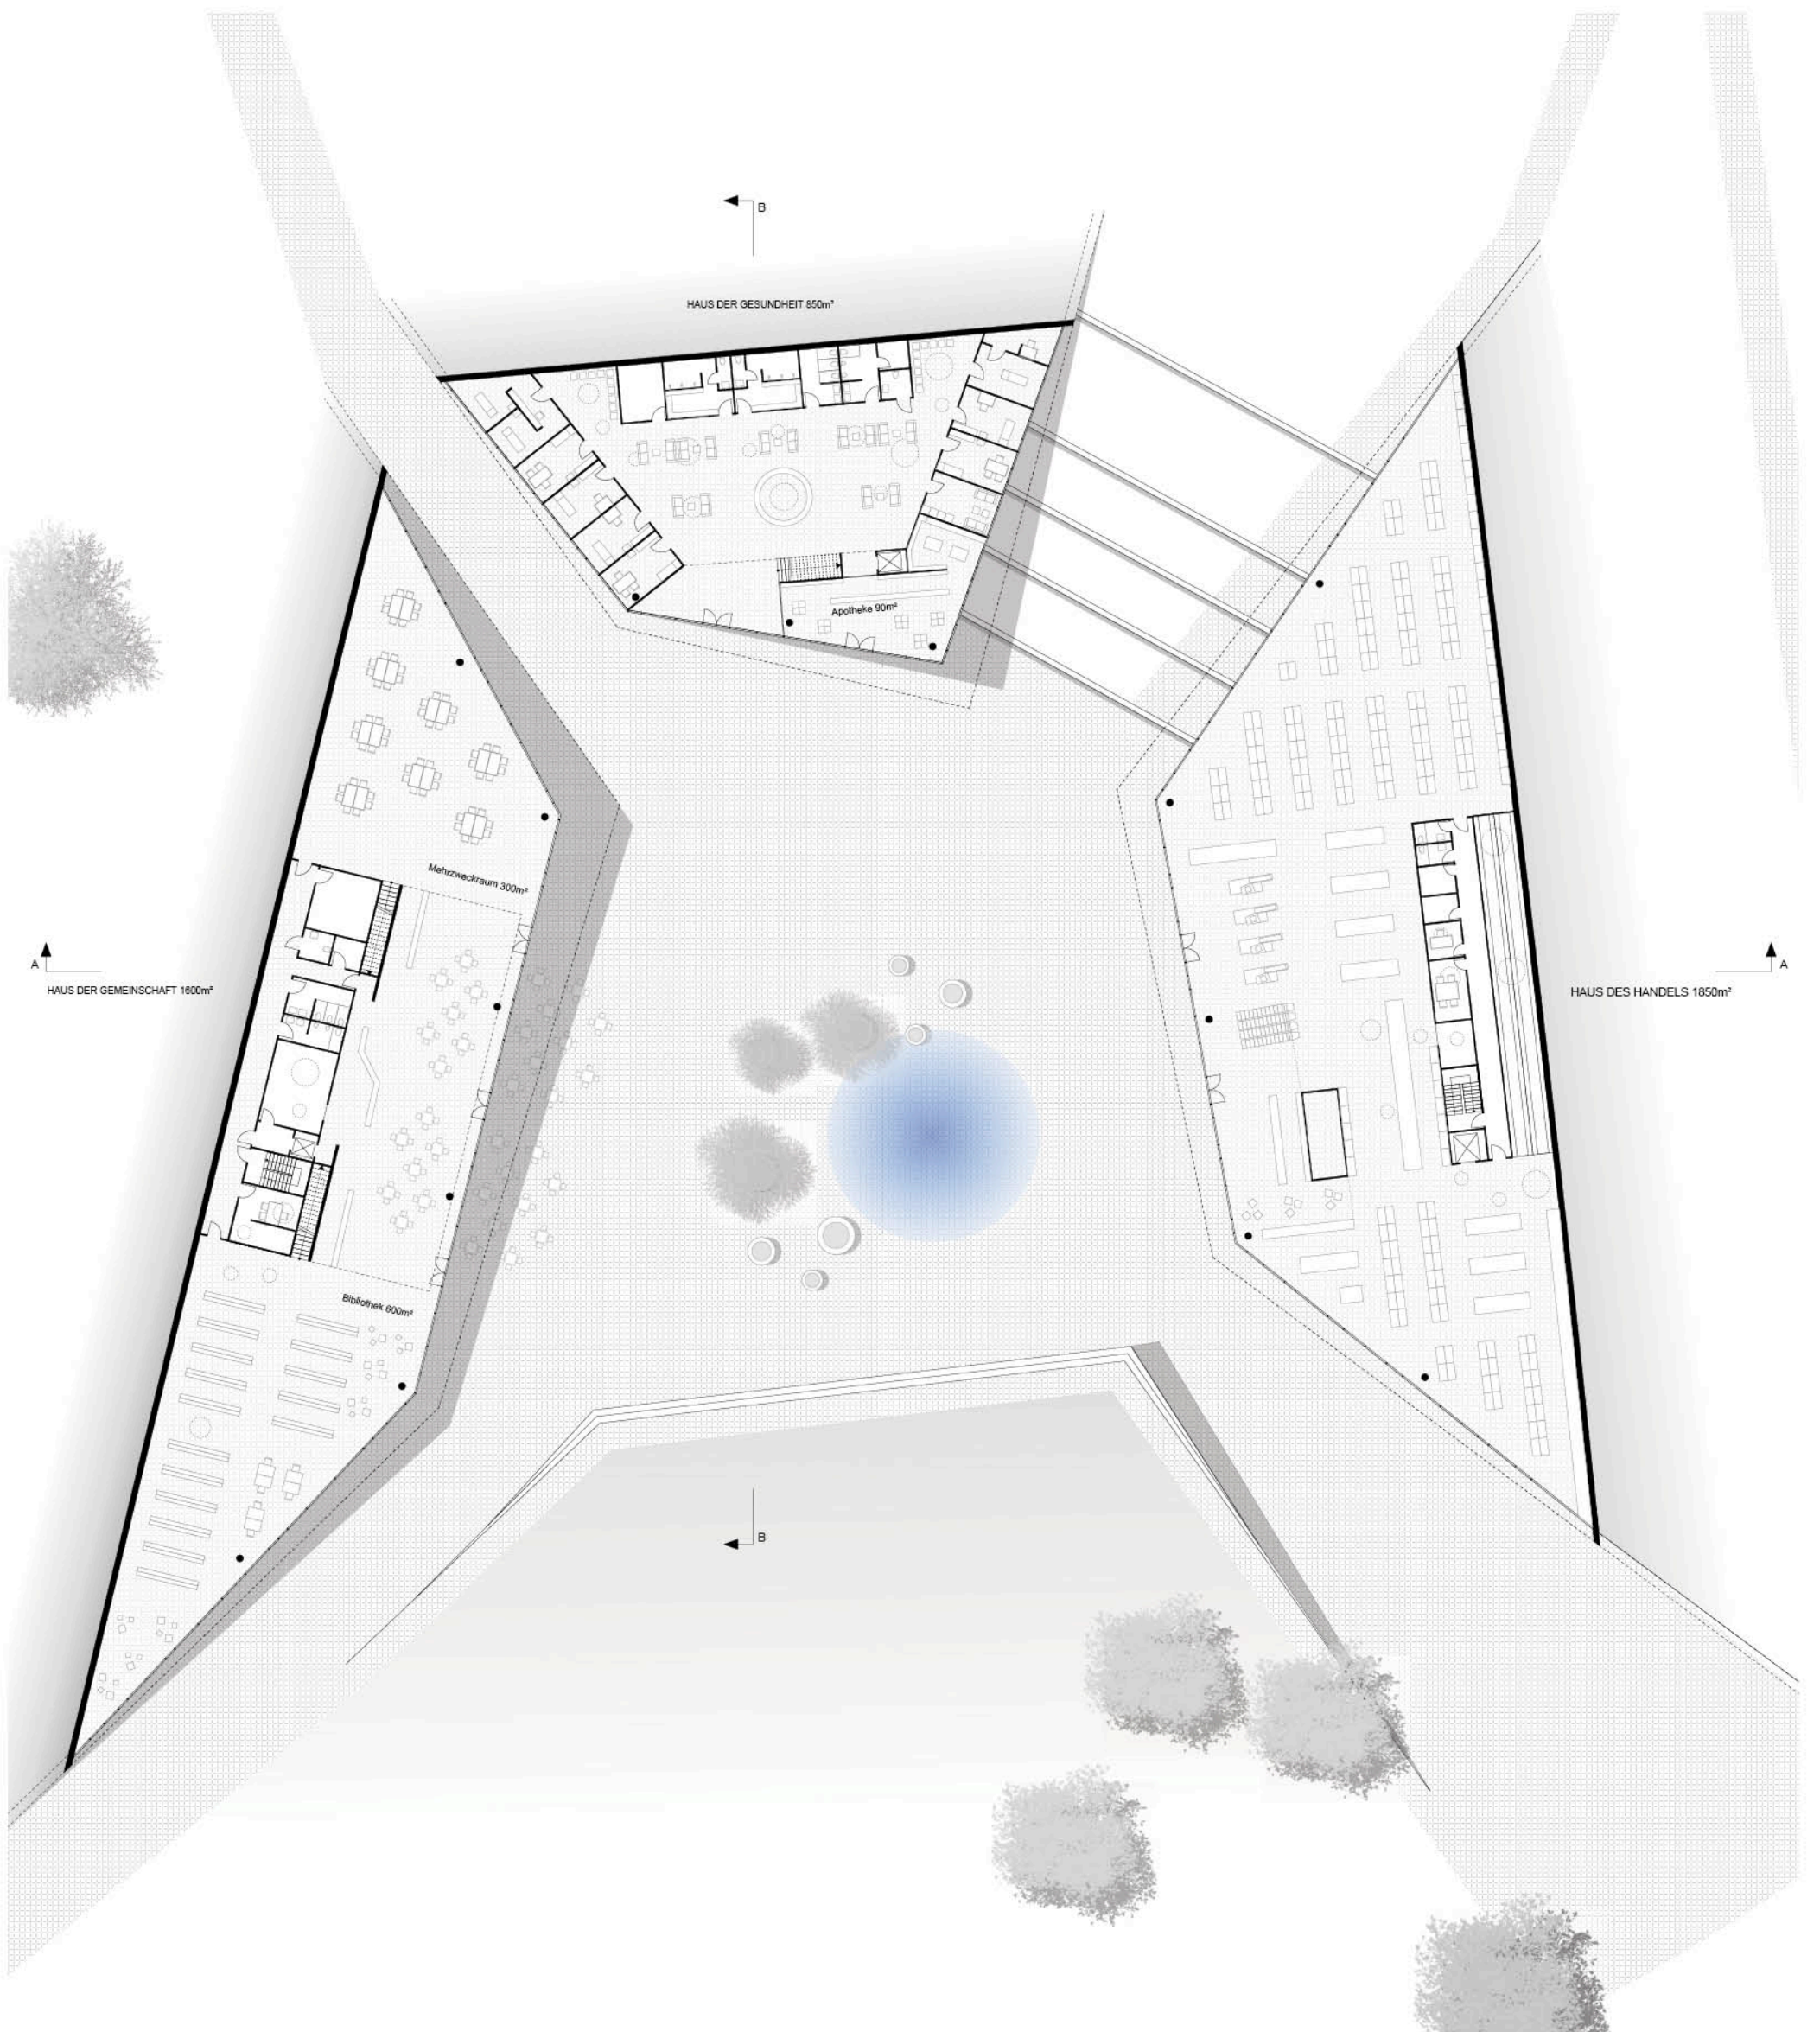 B
HAUS DER GESUNDHEIT 850m²
Apotheke 90m²
Mehrzweckraum 300m²
A
HAUS DER GEMEINSCHAFT 1600m²
A
HAUS DES HANDELS 1850m²
Bibliothek 600m²
B